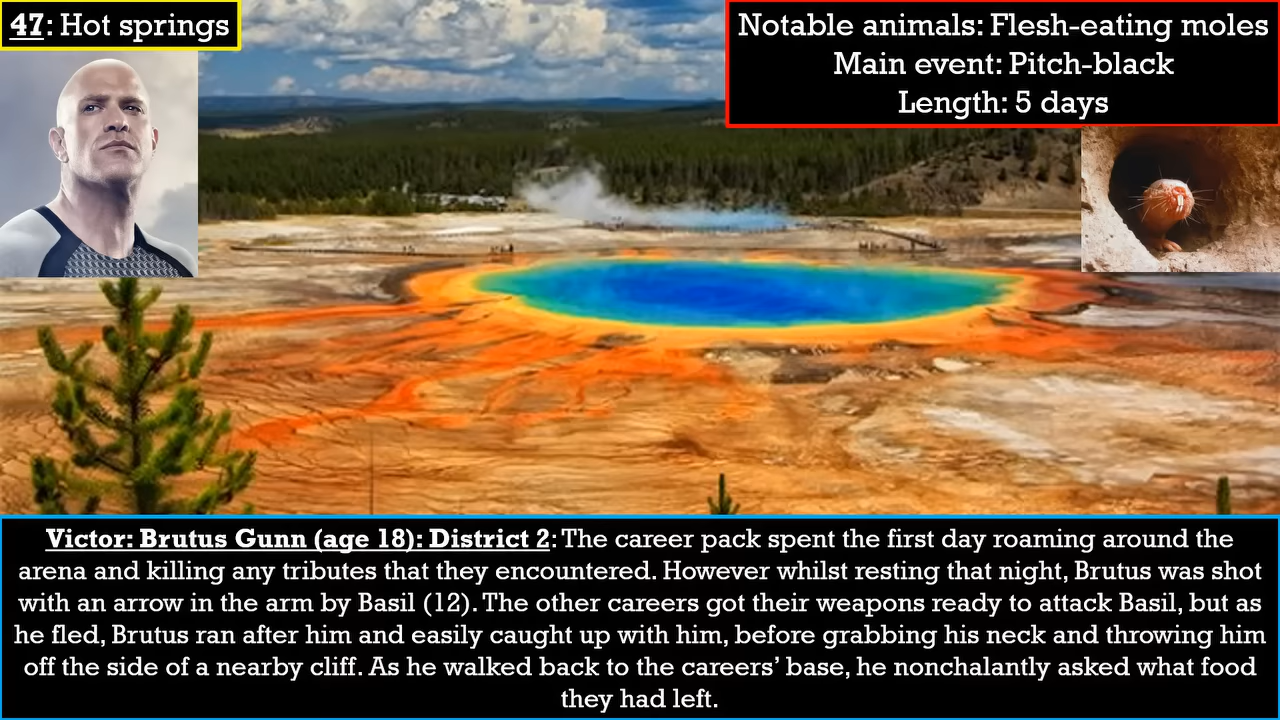 47: Hot springs
Notable animals: Flesh-eating moles
Main event: Pitch-black
Length: 5 days
Victor: Brutus Gunn (age 18): District 2: The career pack spent the first day roaming around the
arena and killing any tributes that they encountered. However whilst resting that night, Brutus was shot
with an arrow in the arm by Basil (12). The other careers got their weapons ready to attack Basil, but as
he fled, Brutus ran after him and easily caught up with him, before grabbing his neck and throwing him
off the side of a nearby cliff. As he walked back to the careers’ base, he nonchalantly asked what food
they had left.